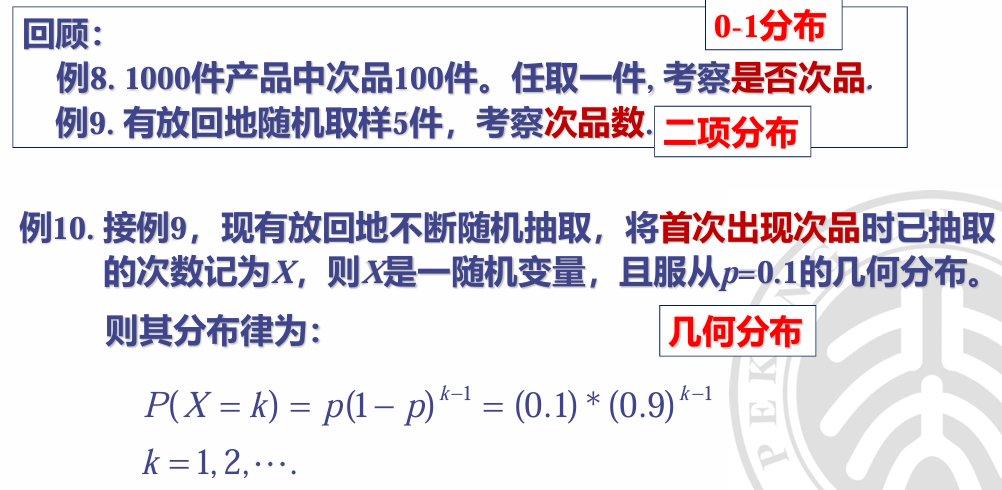 回顾：
0-1分布
例8. 1000件产品中次品100件。任取一件, 考察是否次品.
例9. 有放回地随机取样5件，考察次品数.
二项分布
例10. 接例9，现有放回地不断随机抽取，将首次出现次品时已抽取
的次数记为X，则X是一随机变量，且服从p=0.1的几何分布。
则其分布律为：
几何分布
P(X = k) = p(1 − p)^{k−1} = (0.1) * (0.9)^{k−1}
k = 1, 2, ⋯.
PEKIN